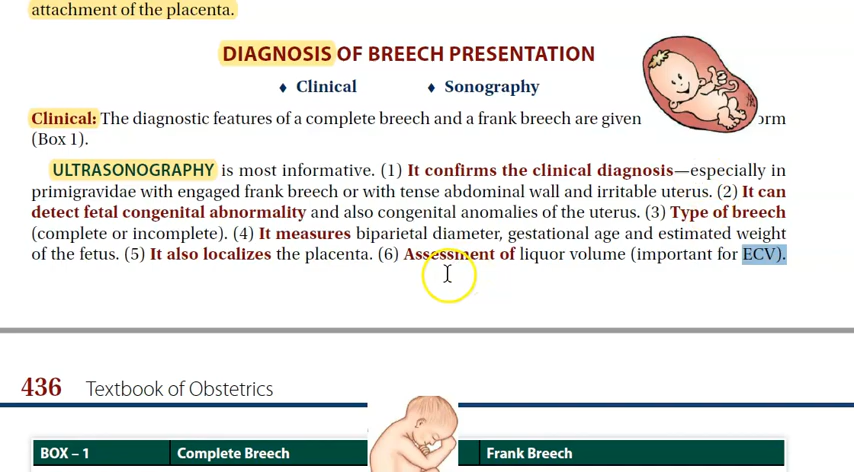 attachment of the placenta.
DIAGNOSIS OF BREECH PRESENTATION
♦ Clinical ♦ Sonography
Clinical: The diagnostic features of a complete breech and a frank breech are given orm
(Box 1).
ULTRASONOGRAPHY is most informative. (1) It confirms the clinical diagnosis—especially in
primigravidae with engaged frank breech or with tense abdominal wall and irritable uterus. (2) It can
detect fetal congenital abnormality and also congenital anomalies of the uterus. (3) Type of breech
(complete or incomplete). (4) It measures biparietal diameter, gestational age and estimated weight
of the fetus. (5) It also localizes the placenta. (6) Assessment of liquor volume (important for ECV).
436 Textbook of Obstetrics
BOX – 1 Complete Breech Frank Breech